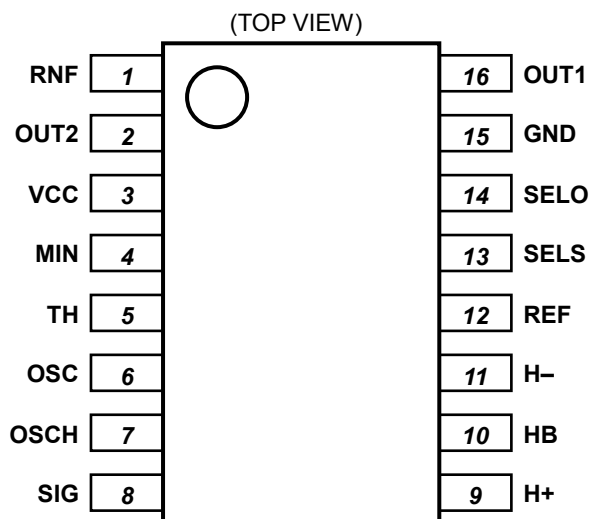 (TOP VIEW)
RNF 1 16 OUT1
OUT2 2 15 GND
VCC 3 14 SELO
MIN 4 13 SELS
TH 5 12 REF
OSC 6 11 H–
OSCH 7 10 HB
SIG 8 9 H+